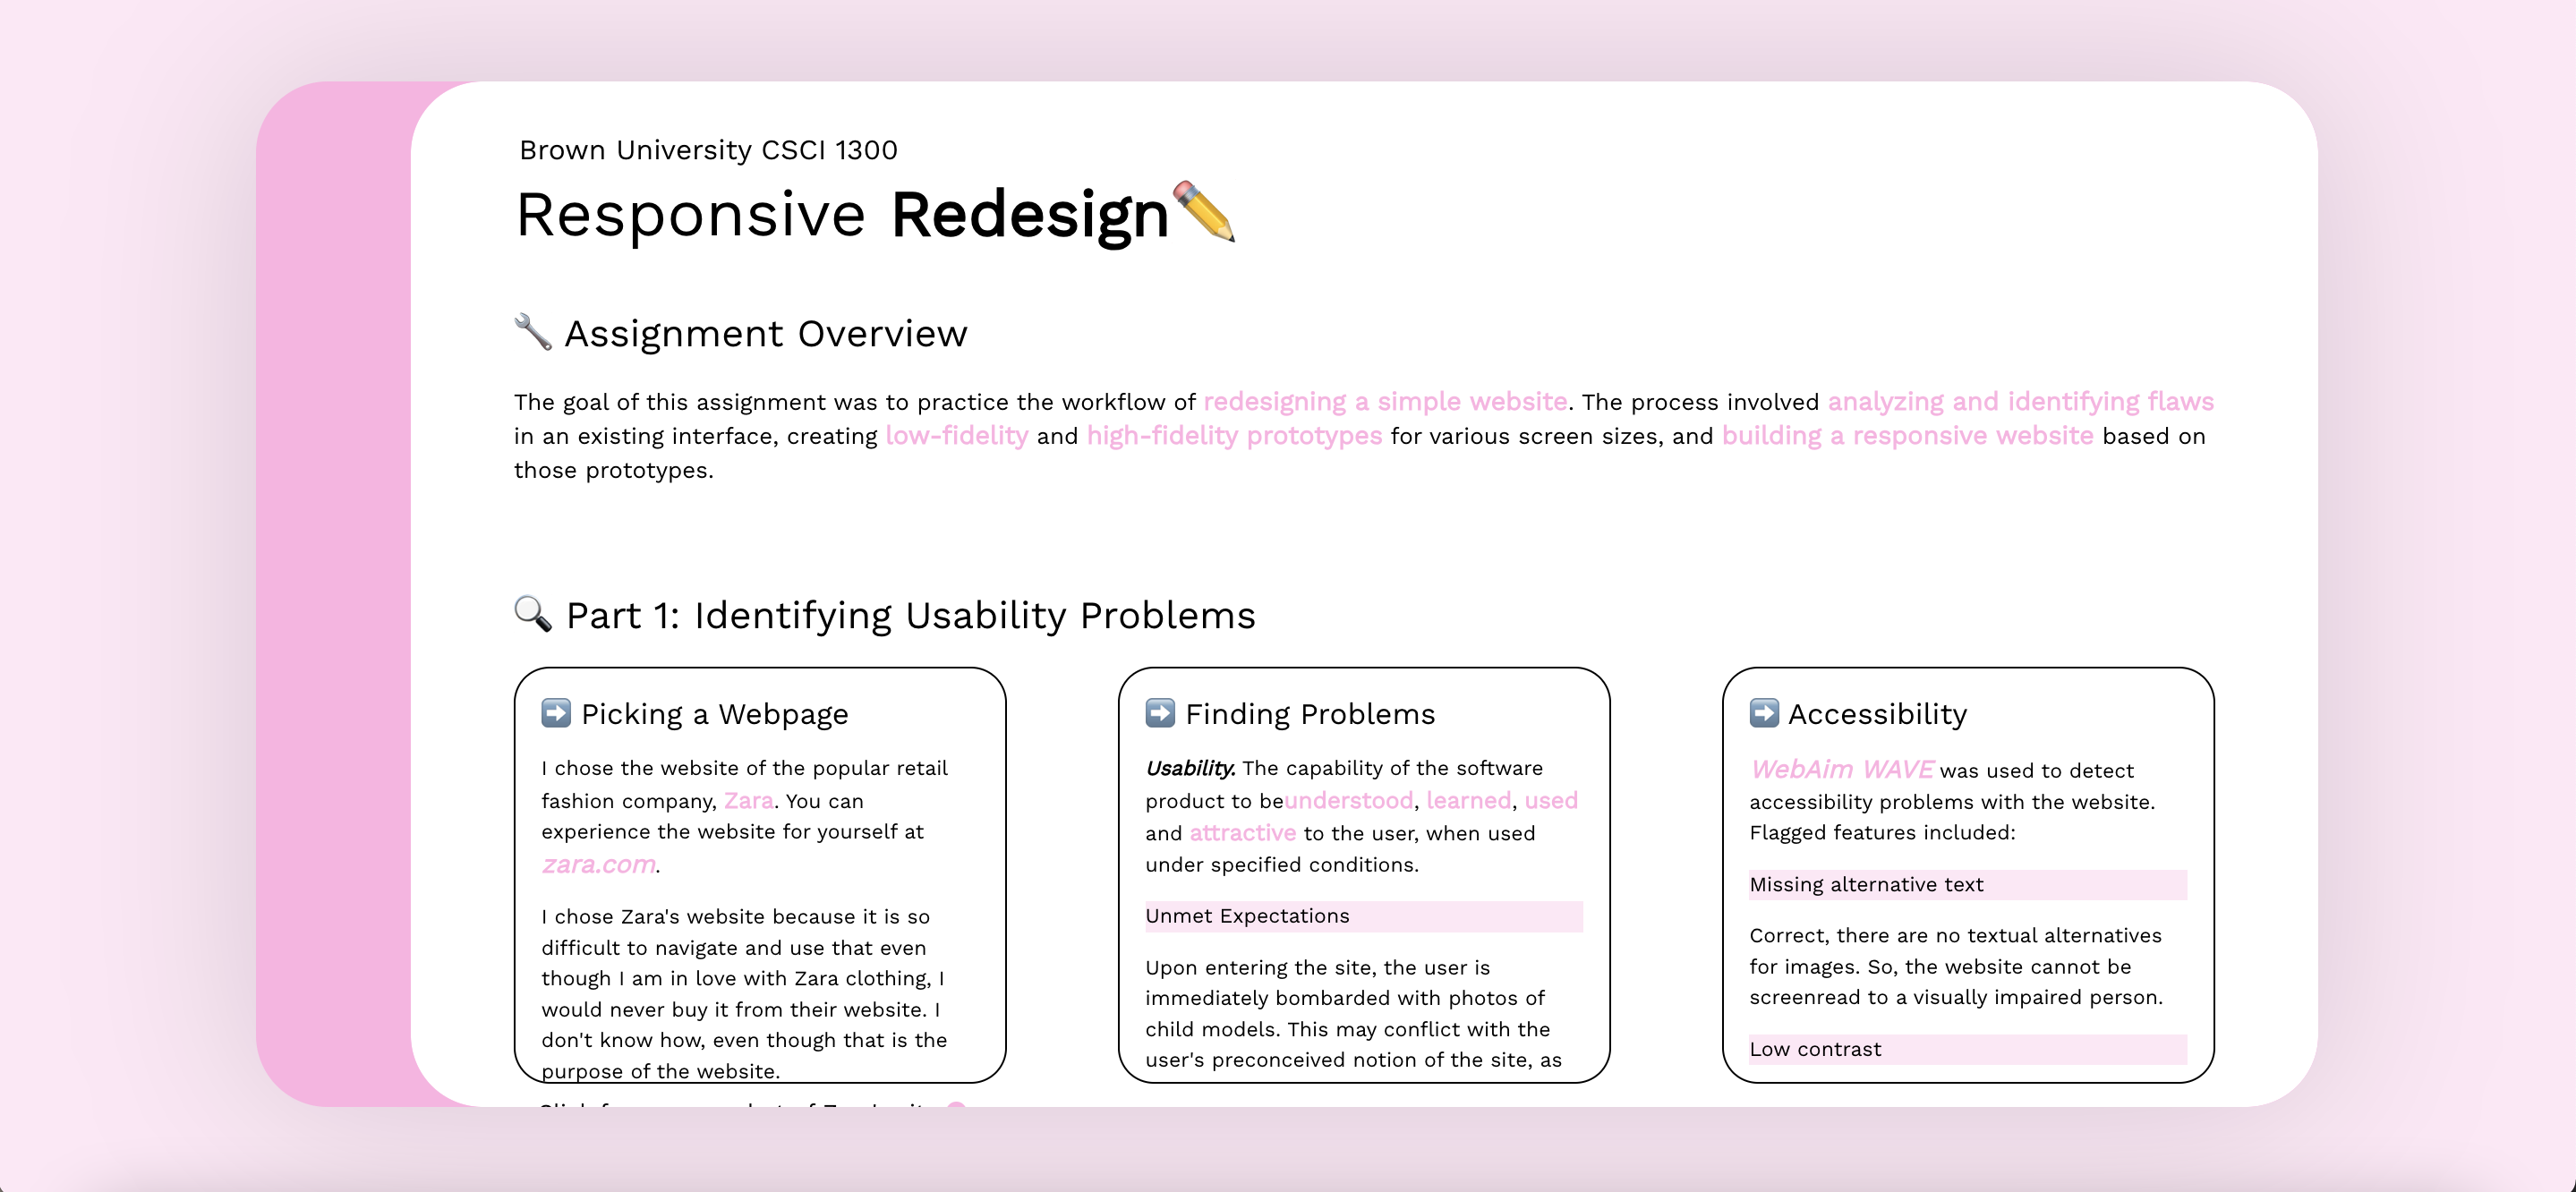 Brown University CSCI 1300
Responsive Redesign
Assignment Overview
The goal of this assignment was to practice the workflow of redesigning a simple website. The process involved analyzing and identifying flaws
in an existing interface, creating low-fidelity and high-fidelity prototypes for various screen sizes, and building a responsive website based on
those prototypes.
Part 1: Identifying Usability Problems
Picking a Webpage
I chose the website of the popular retail
fashion company, Zara. You can
experience the website for yourself at
zara.com.
I chose Zara's website because it is so
difficult to navigate and use that even
though I am in love with Zara clothing, I
would never buy it from their website. I
don't know how, even though that is the
purpose of the website.
Finding Problems
Usability. The capability of the software
product to beunderstood, learned, used
and attractive to the user, when used
under specified conditions.
Unmet Expectations
Upon entering the site, the user is
immediately bombarded with photos of
child models. This may conflict with the
user's preconceived notion of the site, as
Accessibility
WebAim WAVE was used to detect
accessibility problems with the website.
Flagged features included:
Missing alternative text
Correct, there are no textual alternatives
for images. So, the website cannot be
screenread to a visually impaired person.
Low contrast